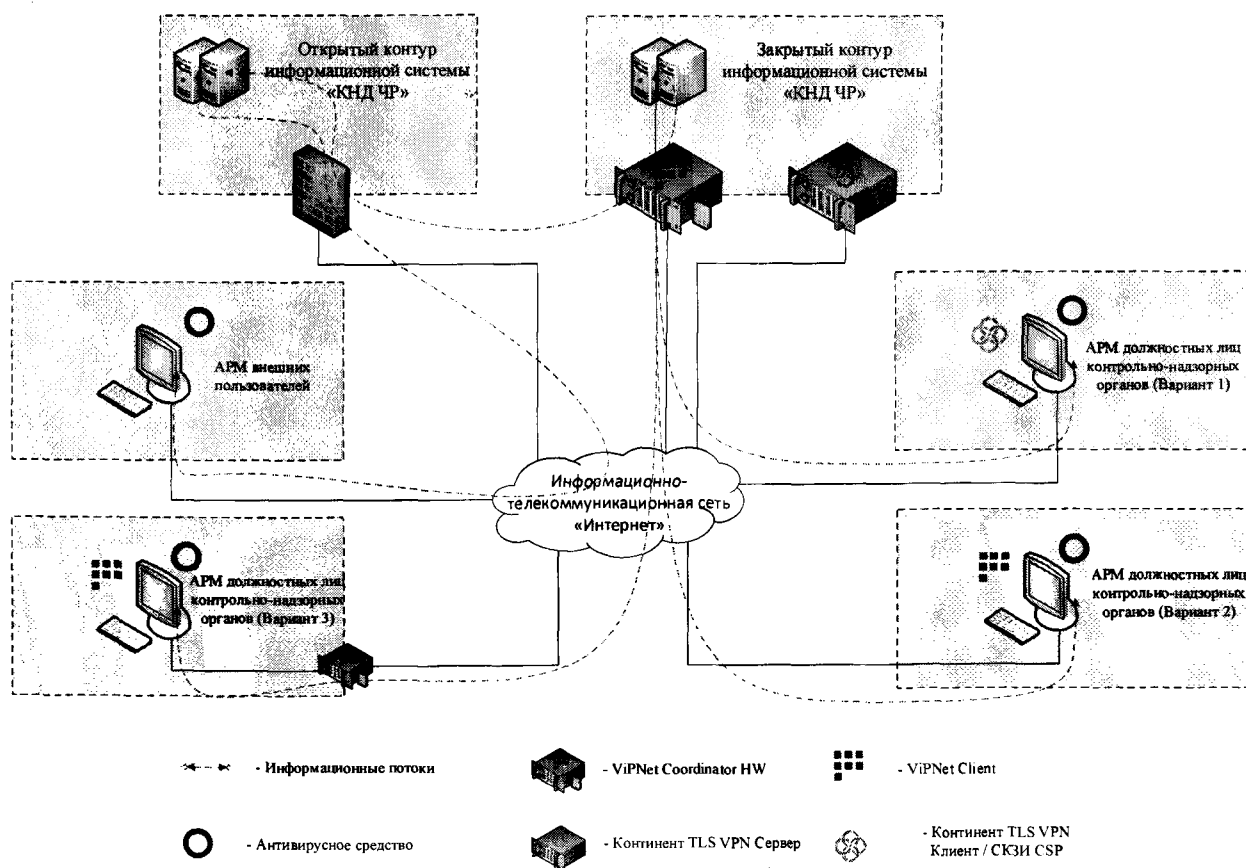 Открытый контур
информационной системы
«КНД ЧР»
Закрытый контур
информационной системы
«КНД ЧР»
АРМ внешних
пользователей
АРМ должностных лиц
контрольно-надзорных
органов (Вариант 1)
Информационно-
телекоммуникационная сеть
«Интернет»
АРМ должностных лиц
контрольно-надзорных
органов (Вариант 3)
АРМ должностных лиц
контрольно-надзорных
органов (Вариант 2)
- Информационные потоки
- ViPNet Coordinator HW
- ViPNet Client
- Антивирусное средство
- Континент TLS VPN Сервер
- Континент TLS VPN
Клиент / СКЗИ CSP